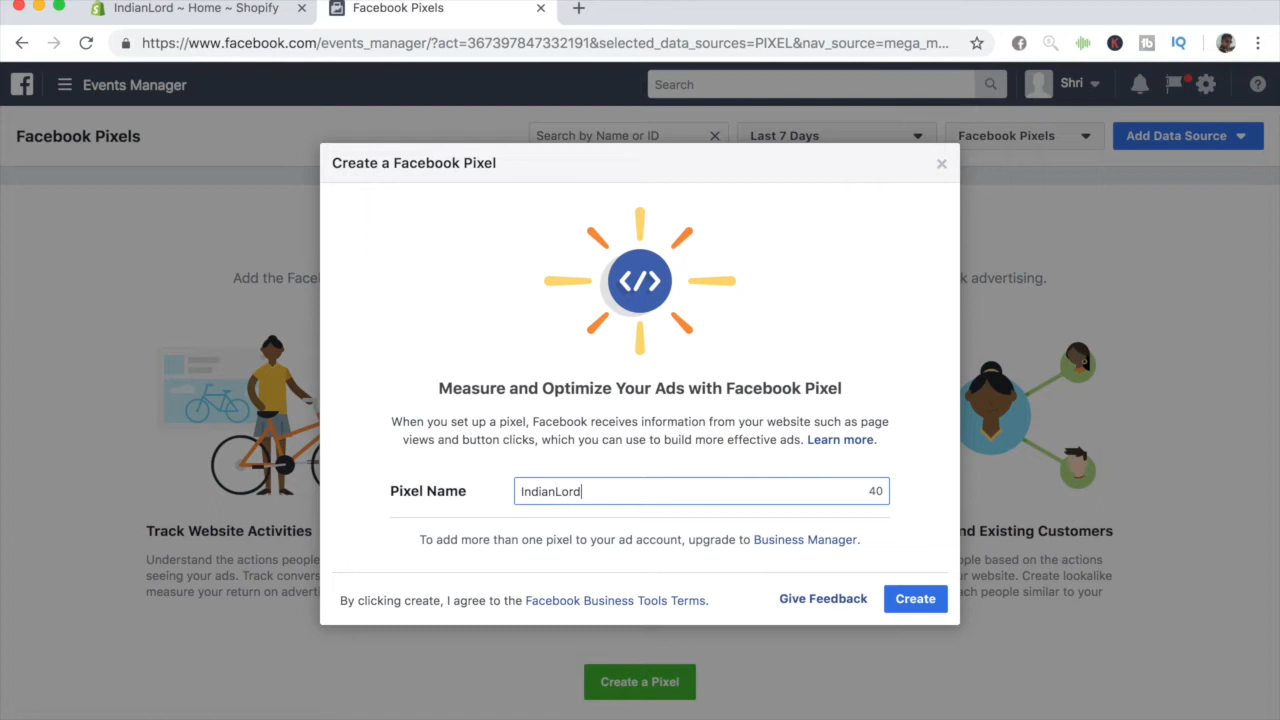 IndianLord ~ Home ~ Shopify
Facebook Pixels
https://www.facebook.com/events_manager/?act=367397847332191&selected_data_sources=PIXEL&nav_source=mega_m...
Events Manager
Search
Shri
Facebook Pixels
Search by Name or ID
Last 7 Days
Facebook Pixels
Add Data Source
Create a Facebook Pixel
</>
Add the Face
k advertising.
Measure and Optimize Your Ads with Facebook Pixel
When you set up a pixel, Facebook receives information from your website such as page
views and button clicks, which you can use to build more effective ads. Learn more.
Pixel Name
IndianLord
40
To add more than one pixel to your ad account, upgrade to Business Manager.
By clicking create, I agree to the Facebook Business Tools Terms.
Give Feedback
Create
Track Website Activities
Understand the actions people
seeing your ads. Track convers
measure your return on adverti
nd Existing Customers
ople based on the actions
ur website. Create lookalike
ach people similar to your
Create a Pixel